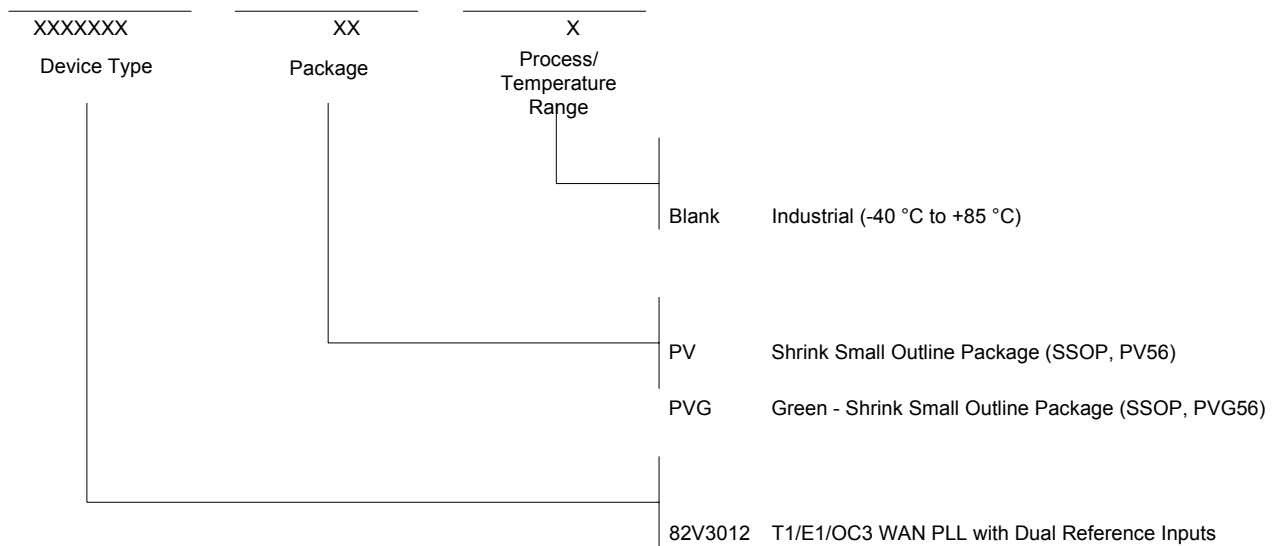 XXXXXXX XX X
Device Type Package Process/
Temperature
Range
Blank Industrial (-40 °C to +85 °C)
PV Shrink Small Outline Package (SSOP, PV56)
PVG Green - Shrink Small Outline Package (SSOP, PVG56)
82V3012 T1/E1/OC3 WAN PLL with Dual Reference Inputs